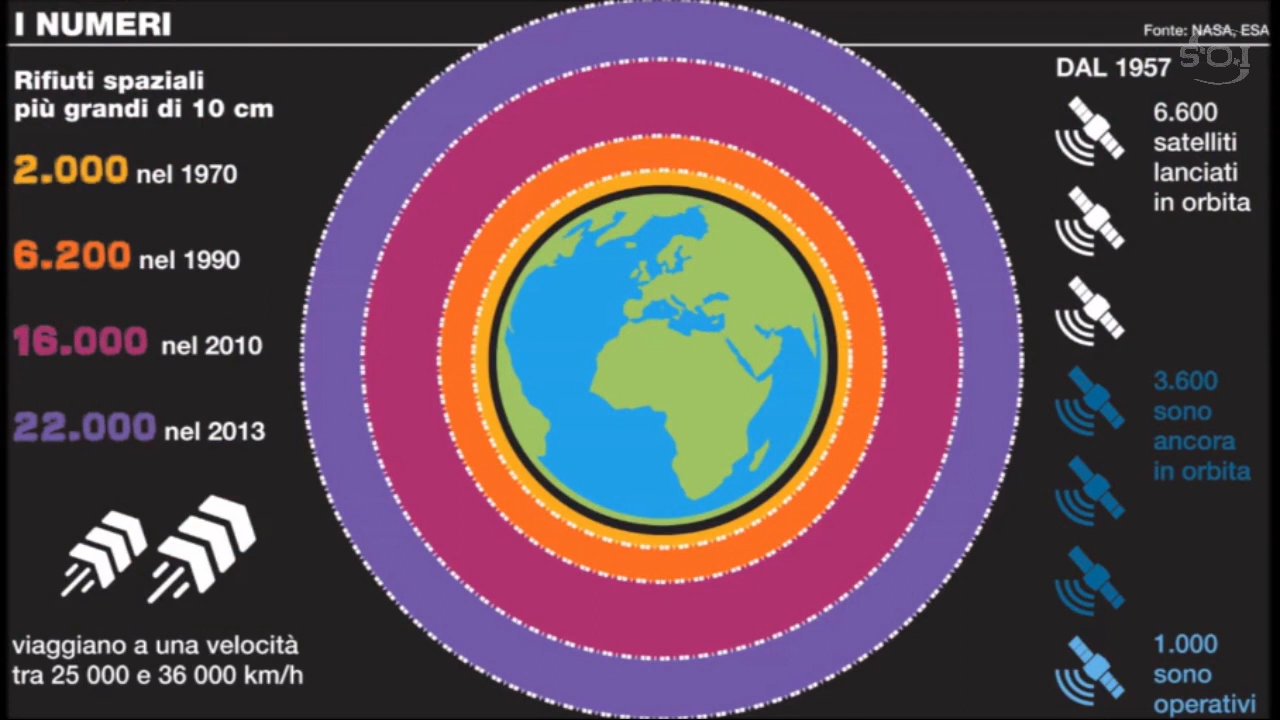 I NUMERI
Fonte: NASA, ESA
Rifiuti spaziali
più grandi di 10 cm
2.000 nel 1970
6.200 nel 1990
16.000 nel 2010
22.000 nel 2013
viaggiano a una velocità
tra 25 000 e 36 000 km/h
DAL 1957
6.600
satelliti
lanciati
in orbita
3.600
sono
ancora
in orbita
1.000
sono
operativi